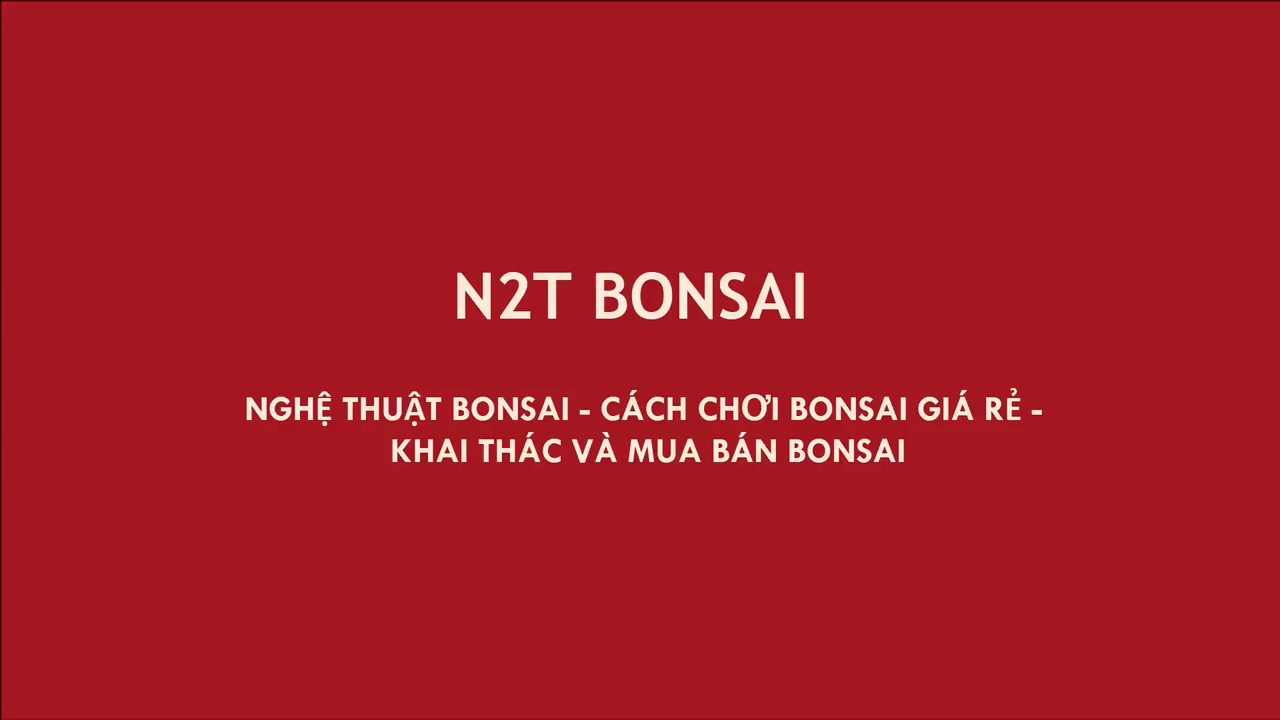 N2T BONSAI
NGHỆ THUẬT BONSAI - CÁCH CHƠI BONSAI GIÁ RẺ -
KHAI THÁC VÀ MUA BÁN BONSAI